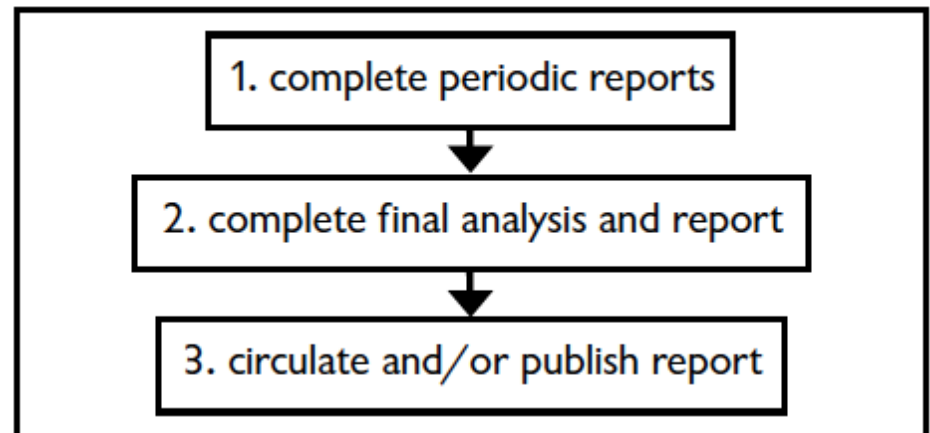 1. complete periodic reports
2. complete final analysis and report
3. circulate and/or publish report